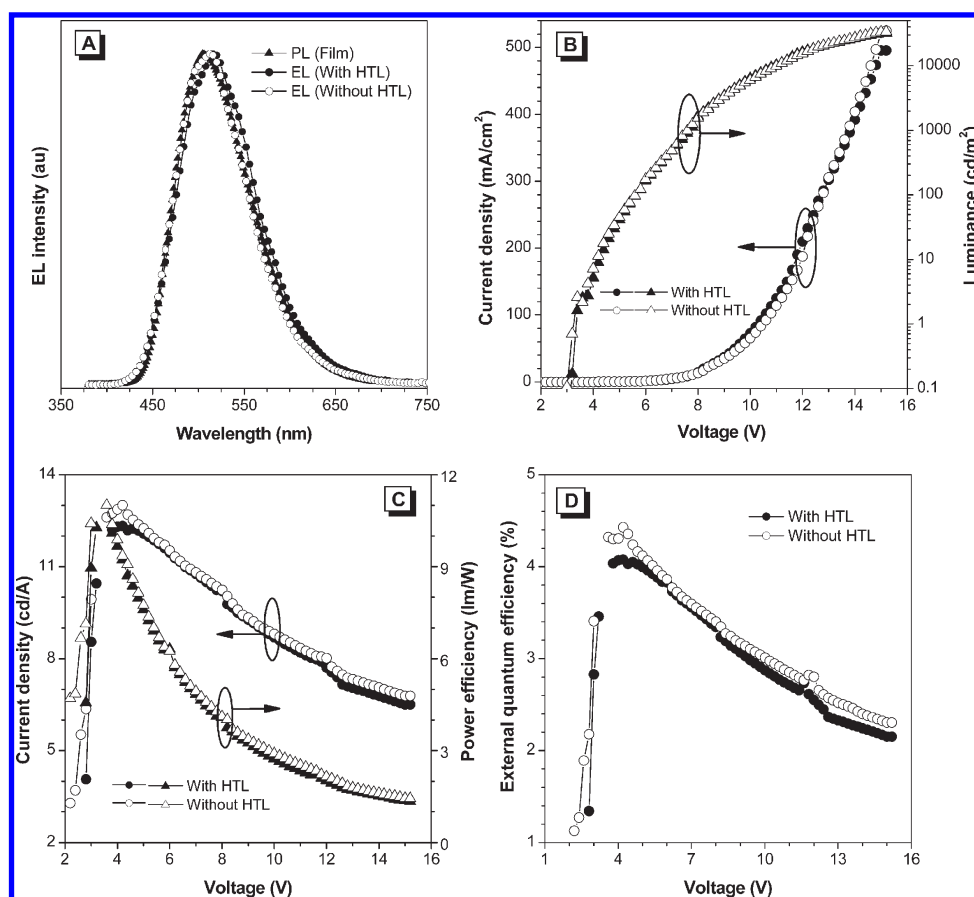 A
PL (Film)
EL (With HTL)
EL (Without HTL)
EL intensity (au)
350 450 550 650 750
Wavelength (nm)
B
500
400
300
200
100
0
Current density (mA/cm2)
10000
1000
100
10
1
0.1
Luminance (cd/m2)
With HTL
Without HTL
2 4 6 8 10 12 14 16
Voltage (V)
C
14
11
8
5
2
Current density (cd/A)
12
9
6
3
0
Power efficiency (lm/W)
With HTL
Without HTL
2 4 6 8 10 12 14 16
Voltage (V)
D
5
4
3
2
1
External quantum efficiency (%)
With HTL
Without HTL
1 4 7 10 13 16
Voltage (V)